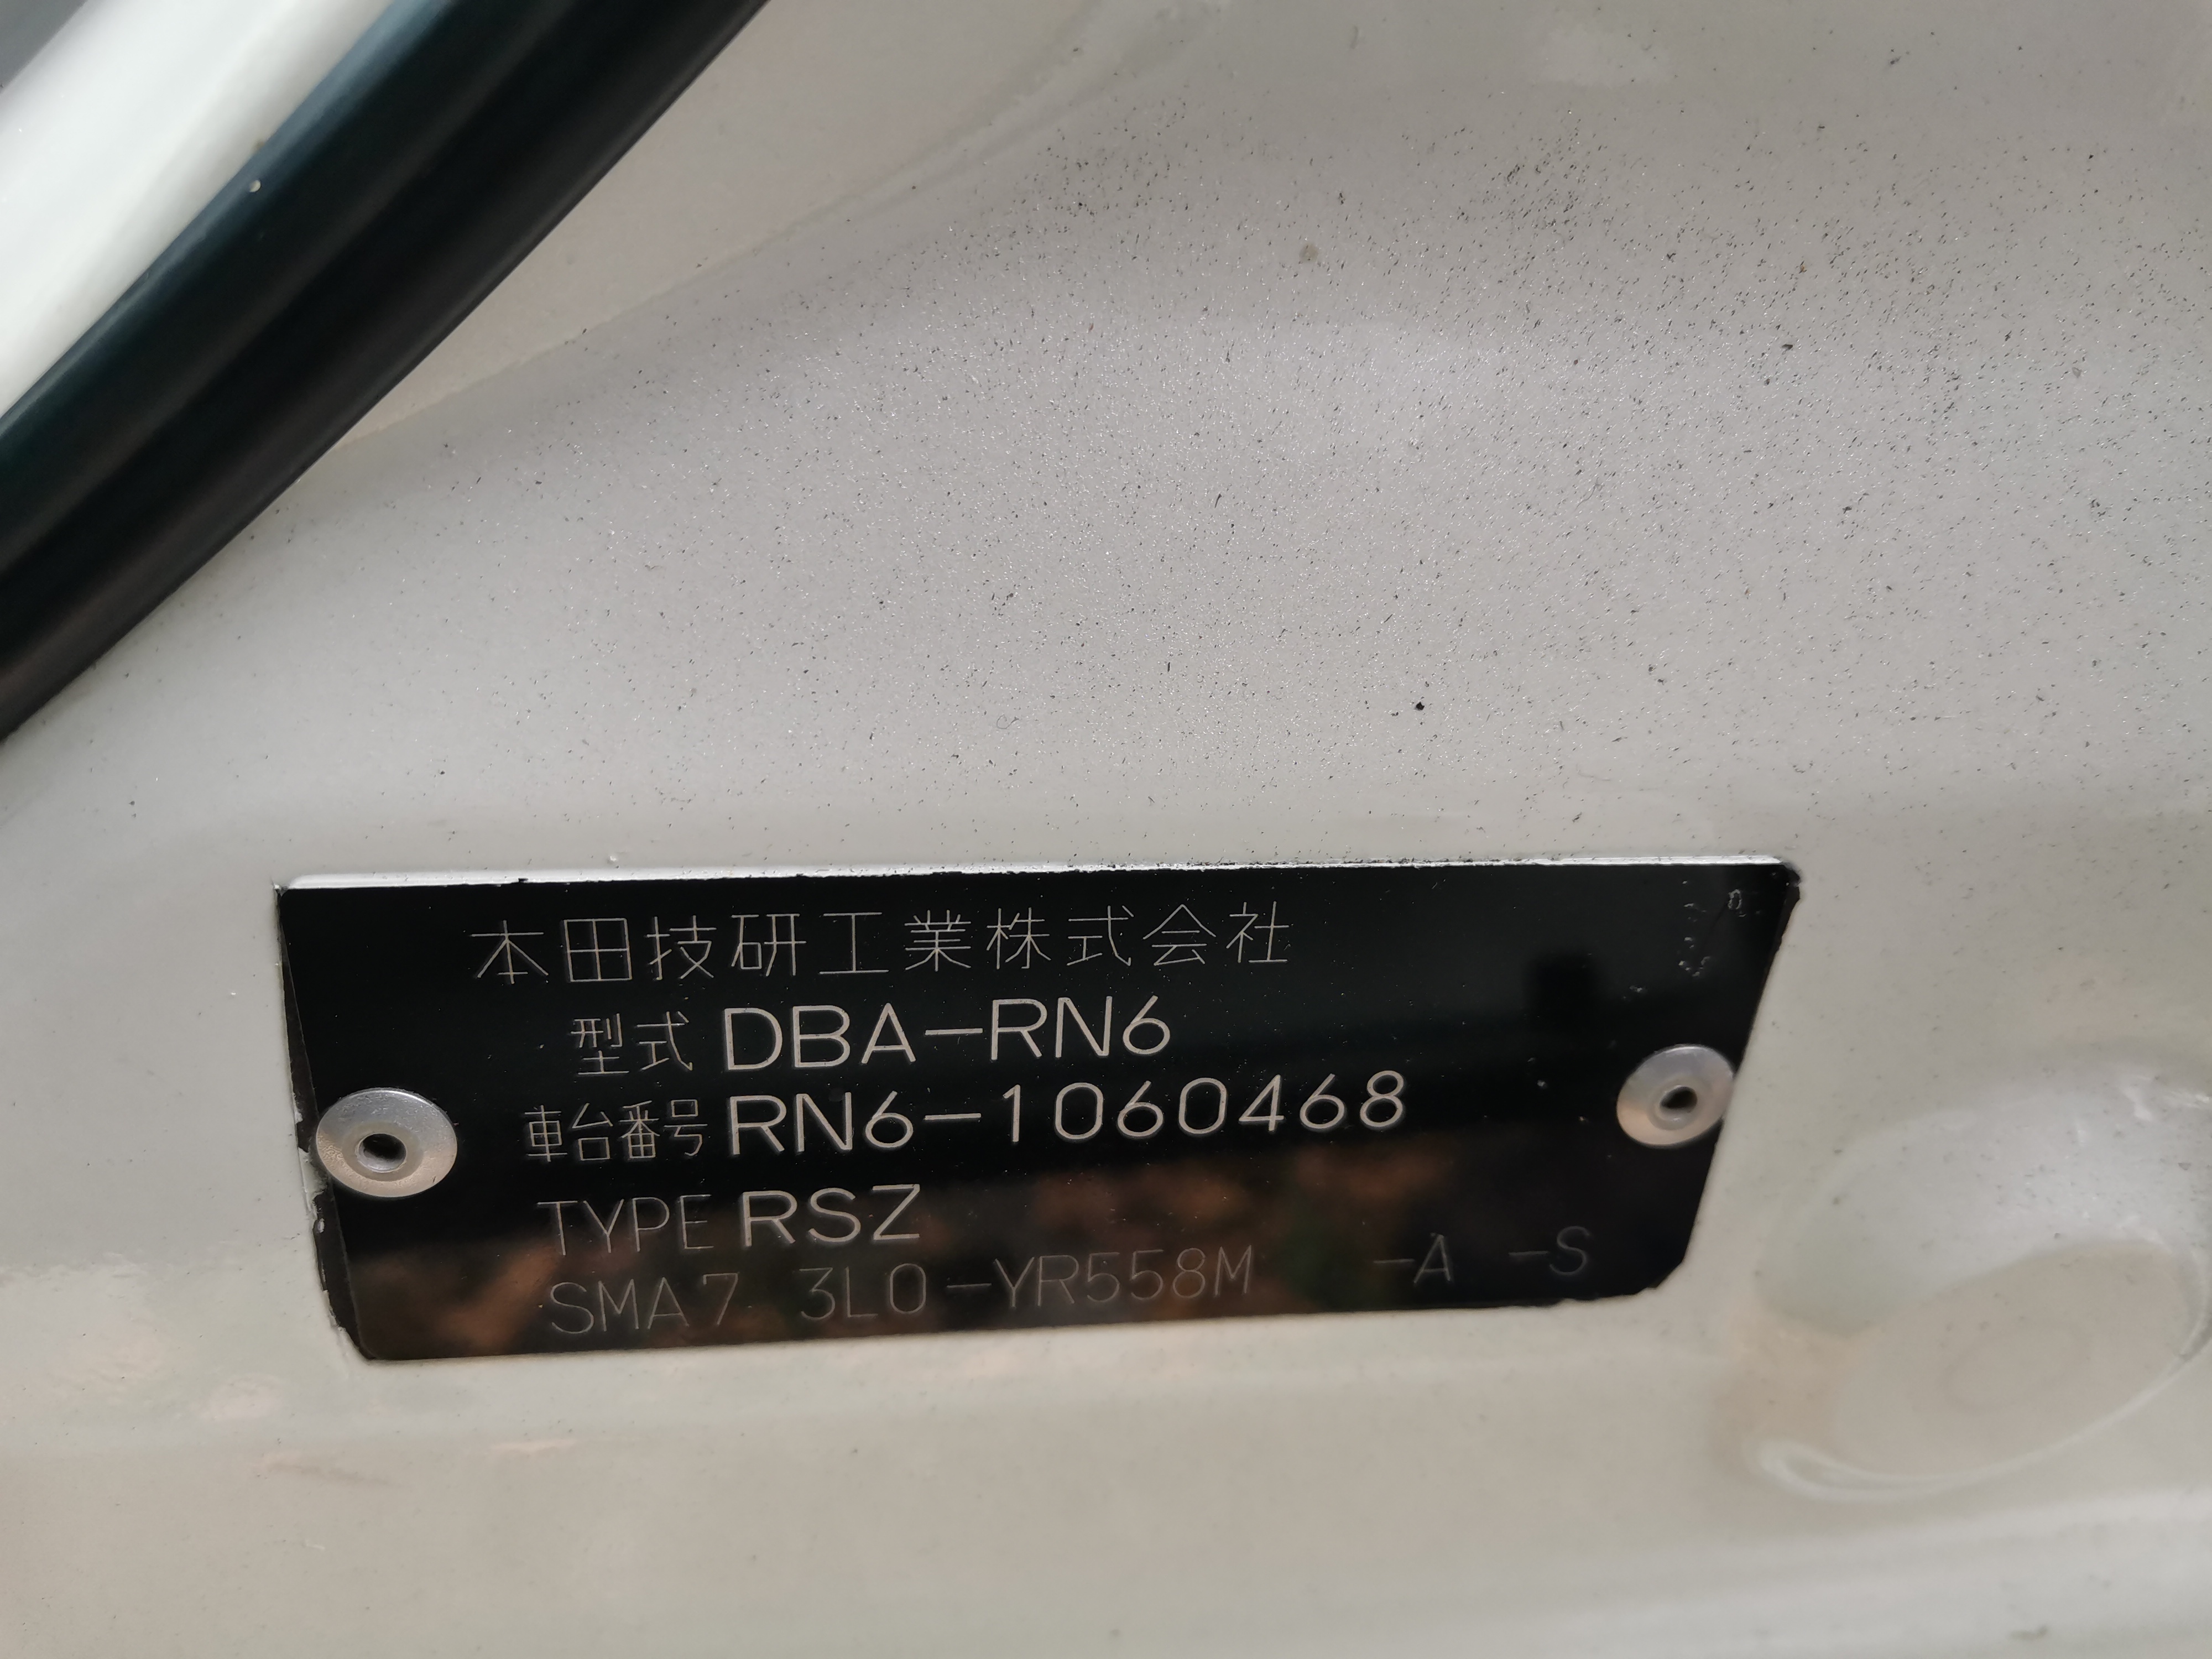 本田技研工業株式会社
型式 DBA-RN6
車台番号 RN6-1060468
TYPE RSZ
SMA7 3L0-YR558M -A -S